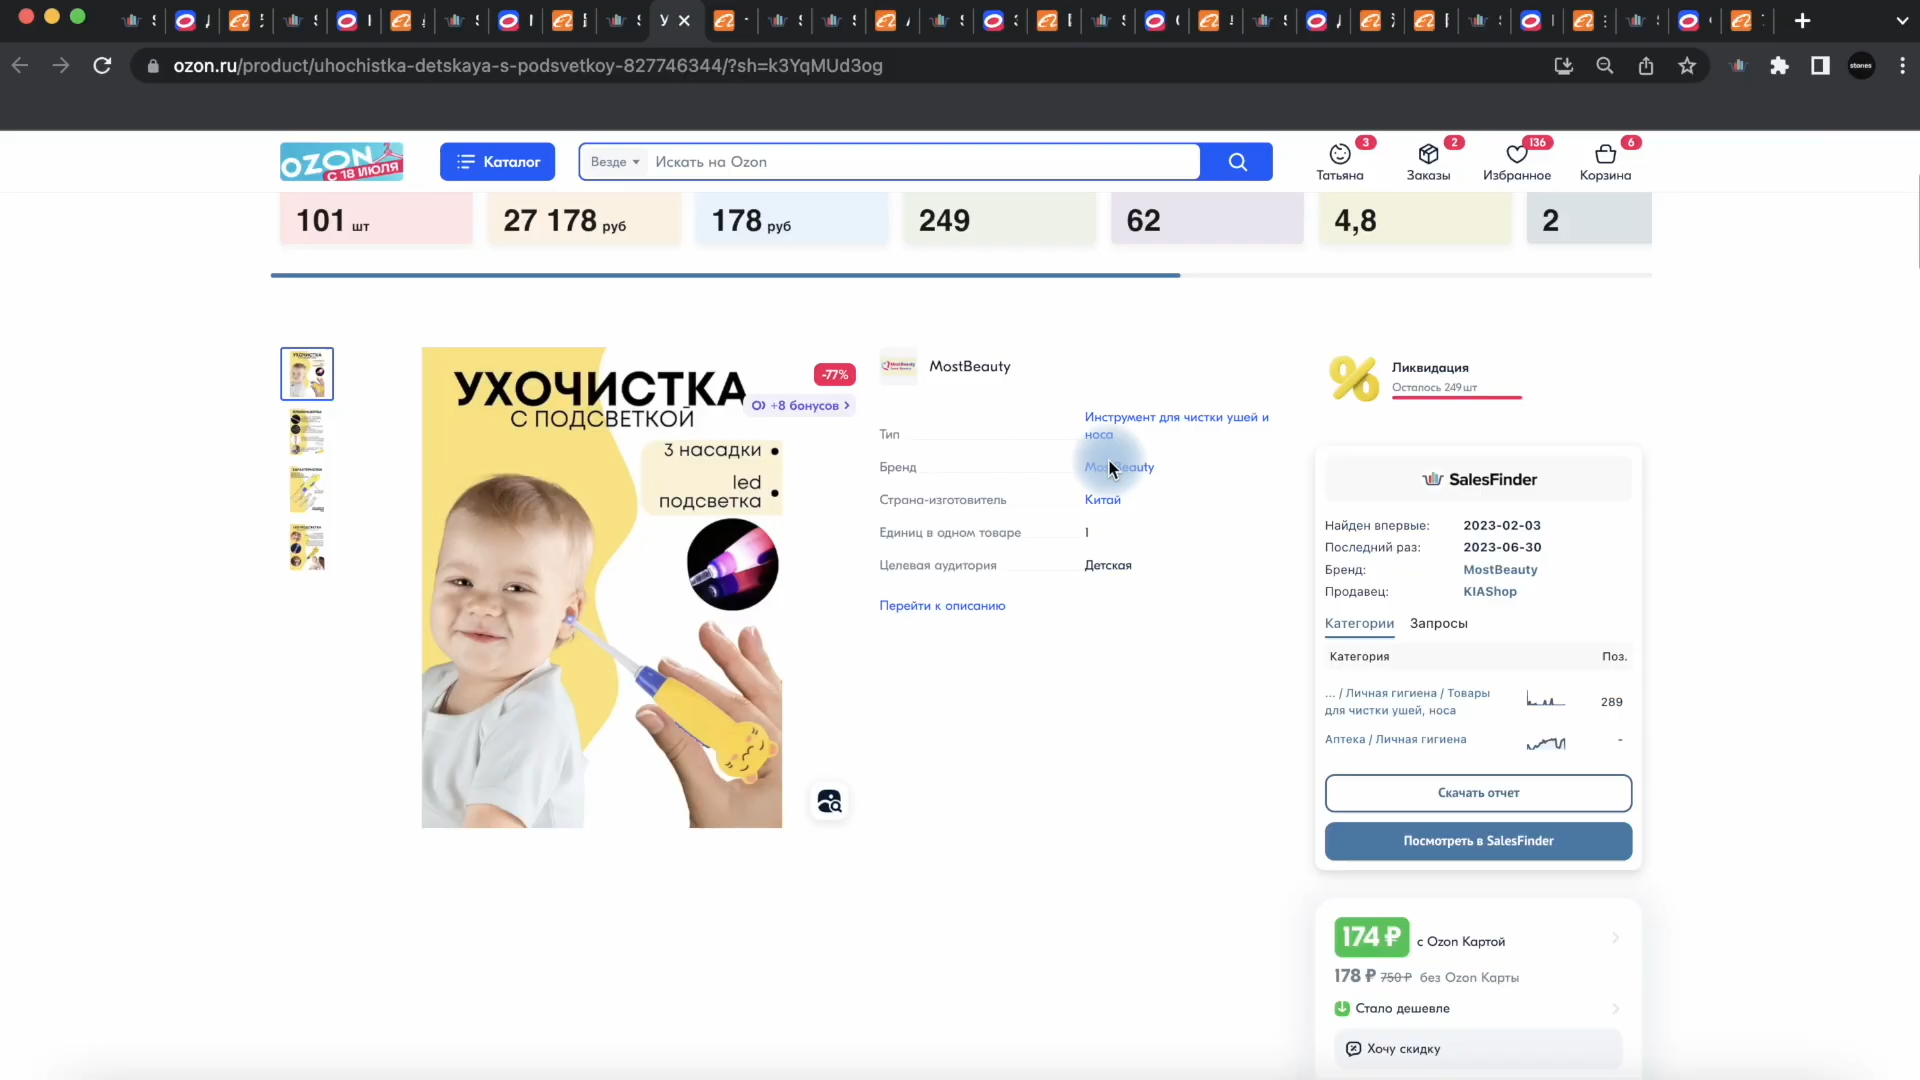 ozon.ru/product/uhochistka-detskaya-s-podsvetkoy-827746344/?sh=k3YqMUd3og
stones
OZON
С 18 ИЮЛЯ
Каталог
Везде
Искать на Ozon
3
Татьяна
2
Заказы
136
Избранное
6
Корзина
101 шт
27 178 руб
178 руб
249
62
4,8
2
УХОЧИСТКА
С ПОДСВЕТКОЙ
3 насадки
led
подсветка
-77%
+8 бонусов
MostBeauty
Тип
Инструмент для чистки ушей и
носа
Бренд
MostBeauty
Страна-изготовитель
Китай
Единиц в одном товаре
1
Целевая аудитория
Детская
Перейти к описанию
Ликвидация
Осталось 249 шт
SalesFinder
Найден впервые: 2023-02-03
Последний раз: 2023-06-30
Бренд: MostBeauty
Продавец: KIAShop
Категории
Запросы
Категория
Поз.
... / Личная гигиена / Товары
для чистки ушей, носа
289
Аптека / Личная гигиена
-
Скачать отчет
Посмотреть в SalesFinder
174 ₽ с Ozon Картой
178 ₽ 750 ₽ без Ozon Карты
Стало дешевле
Хочу скидку